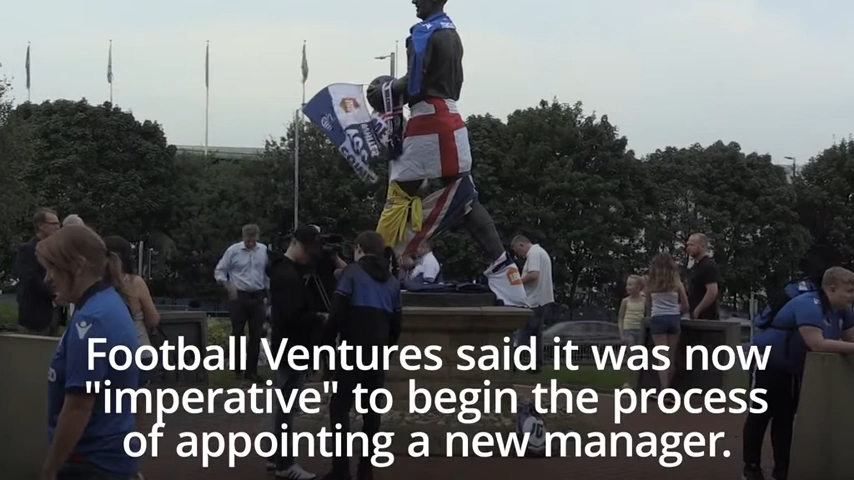 Football Ventures said it was now
"imperative" to begin the process
of appointing a new manager.